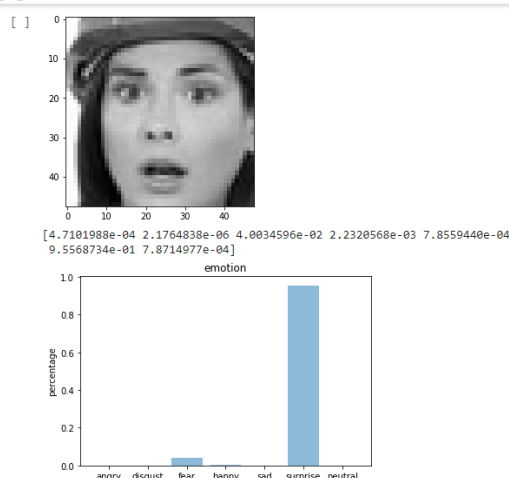 [ ]
0
10
20
30
40
0 10 20 30 40
[4.7101988e-04 2.1764838e-06 4.0034596e-02 2.2320568e-03 7.8559440e-04
9.5568734e-01 7.8714977e-04]
emotion
1.0
0.8
0.6
0.4
0.2
0.0
percentage
angry disgust fear happy sad surprise neutral